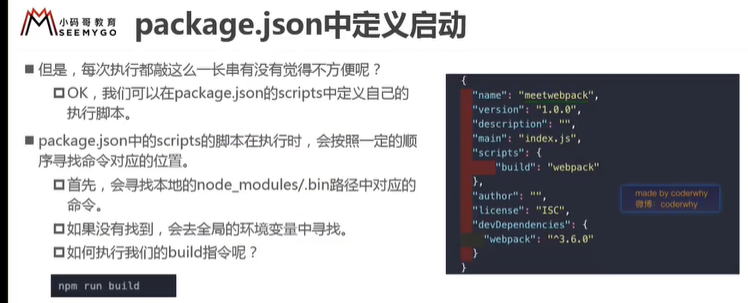 小码哥教育
SEEMYGO
package.json中定义启动
但是，每次执行都敲这么一长串有没有觉得不方便呢？
OK，我们可以在package.json的scripts中定义自己的
执行脚本。
package.json中的scripts的脚本在执行时，会按照一定的顺
序寻找命令对应的位置。
首先，会寻找本地的node_modules/.bin路径中对应的
命令。
如果没有找到，会去全局的环境变量中寻找。
如何执行我们的build指令呢？
npm run build
{
"name": "meetwebpack",
"version": "1.0.0",
"description": "",
"main": "index.js",
"scripts": {
"build": "webpack"
},
"author": "",
"license": "ISC",
"devDependencies": {
"webpack": "^3.6.0"
}
}
made by coderwhy
微博：coderwhy